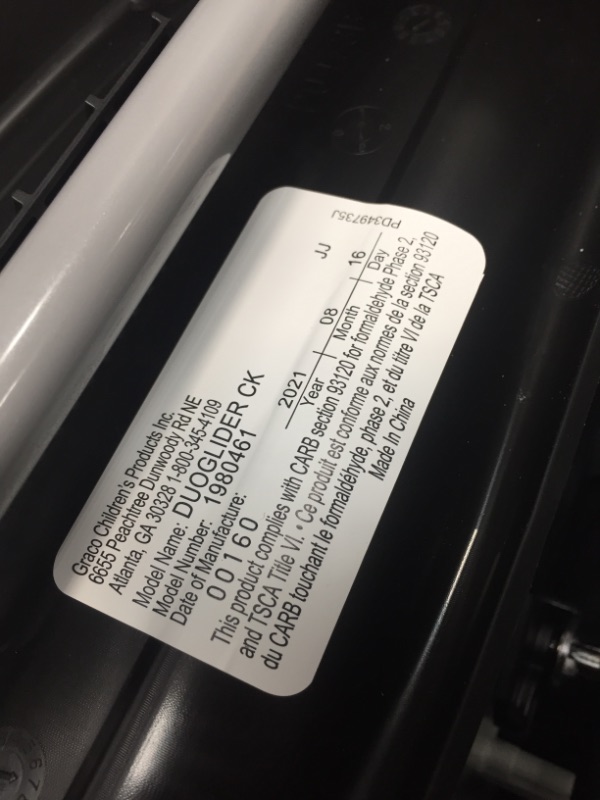 Graco Children's Products Inc.
6655 Peachtree Dunwoody Rd NE
Atlanta, GA 30328 1-800-345-4109
Model Name: DUOGLIDER CK
Model Number: 1980461
Date of Manufacture:
2021 08 16
Year Month Day
00160
JJ
PD349735J
This product complies with CARB section 93120 for formaldehyde Phase 2,
and TSCA Title VI. • Ce produit est conforme aux normes de la section 93120
du CARB touchant le formaldéhyde, phase 2, et du titre VI de la TSCA
Made In China